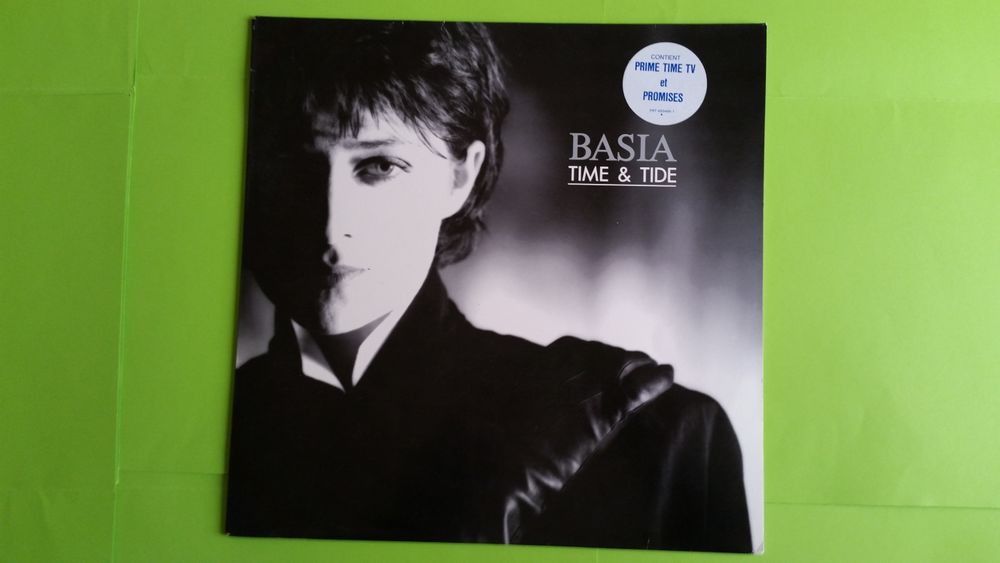 CONTIENT
PRIME TIME TV
et
PROMISES
BASIA
TIME & TIDE